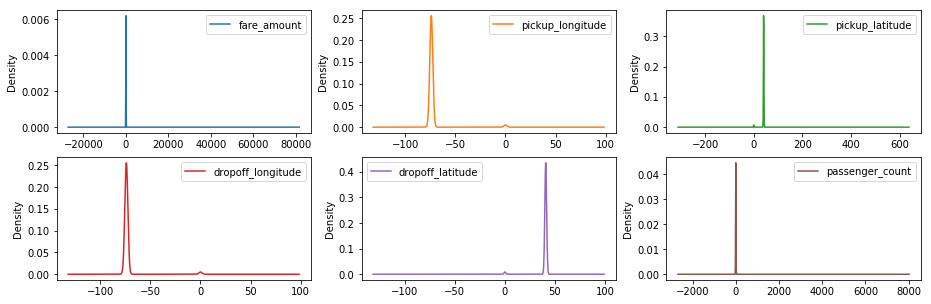 fare_amount
Density
0.006
0.004
0.002
0.000
−20000 0 20000 40000 60000 80000
pickup_longitude
Density
0.25
0.20
0.15
0.10
0.05
0.00
−100 −50 0 50 100
pickup_latitude
Density
0.3
0.2
0.1
0.0
−200 0 200 400 600
dropoff_longitude
Density
0.25
0.20
0.15
0.10
0.05
0.00
−100 −50 0 50 100
dropoff_latitude
Density
0.4
0.3
0.2
0.1
0.0
−100 −50 0 50 100
passenger_count
Density
0.04
0.03
0.02
0.01
0.00
−2000 0 2000 4000 6000 8000